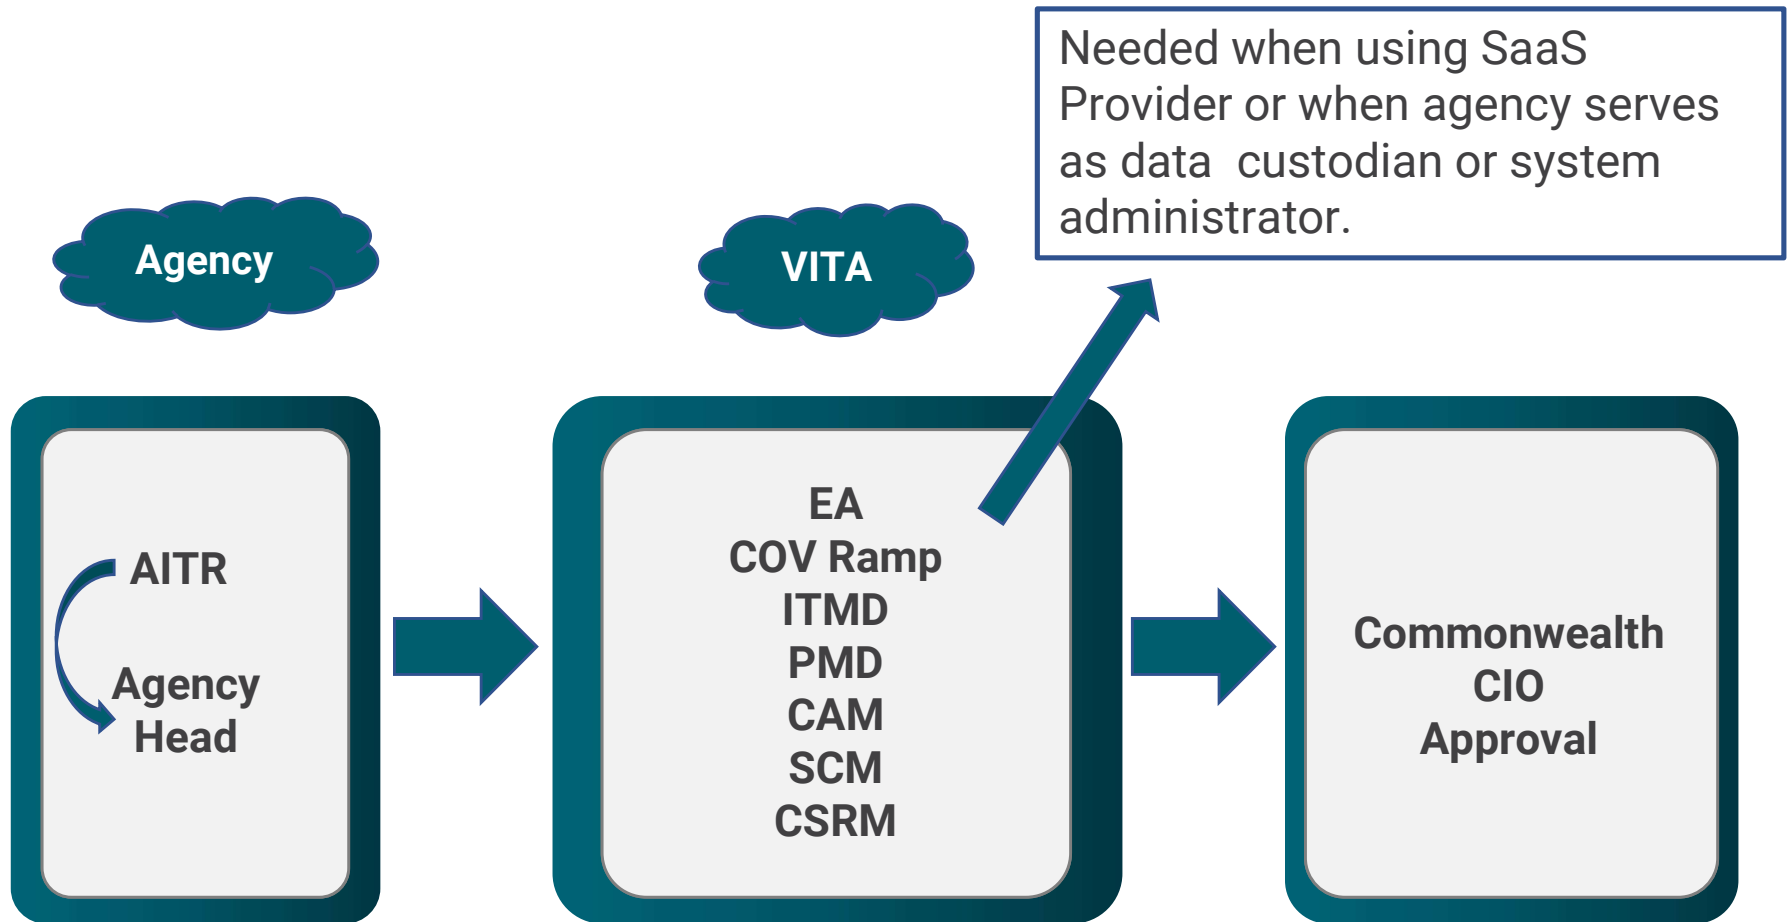 Needed when using SaaS
Provider or when agency serves
as data  custodian or system
administrator.
Agency
VITA
AITR
Agency
Head
EA
COV Ramp
ITMD
PMD
CAM
SCM
CSRM
Commonwealth
CIO
Approval